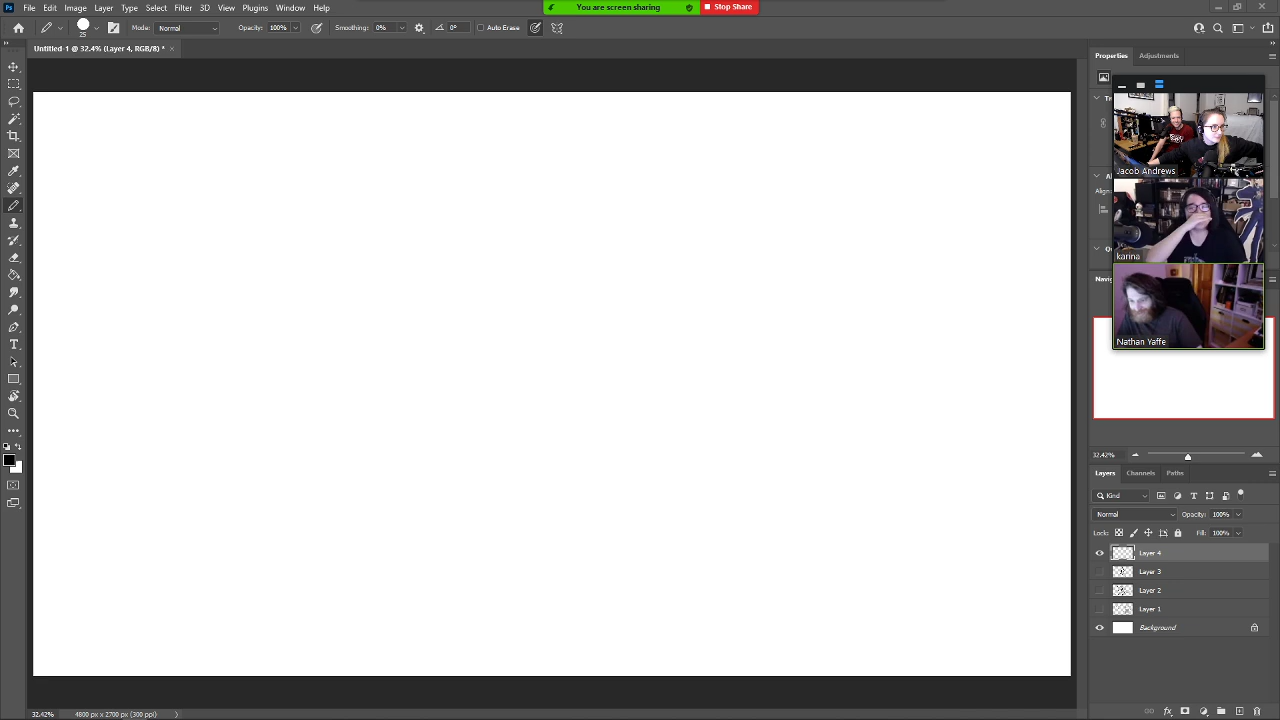 Ps File Edit Image Layer Type Select Filter 3D View Plugins Window Help
You are screen sharing Stop Share
25 Mode: Normal Opacity: 100% Smoothing: 0% 0° Auto Erase
Untitled-1 @ 32.4% (Layer 4, RGB/8) * ×
Properties Adjustments
Jacob Andrews
karina
Nathan Yaffe
32.42%
Layers Channels Paths
Kind
Normal Opacity: 100%
Lock: Fill: 100%
Layer 4
Layer 3
Layer 2
Layer 1
Background
32.42% 4800 px x 2700 px (300 ppi)